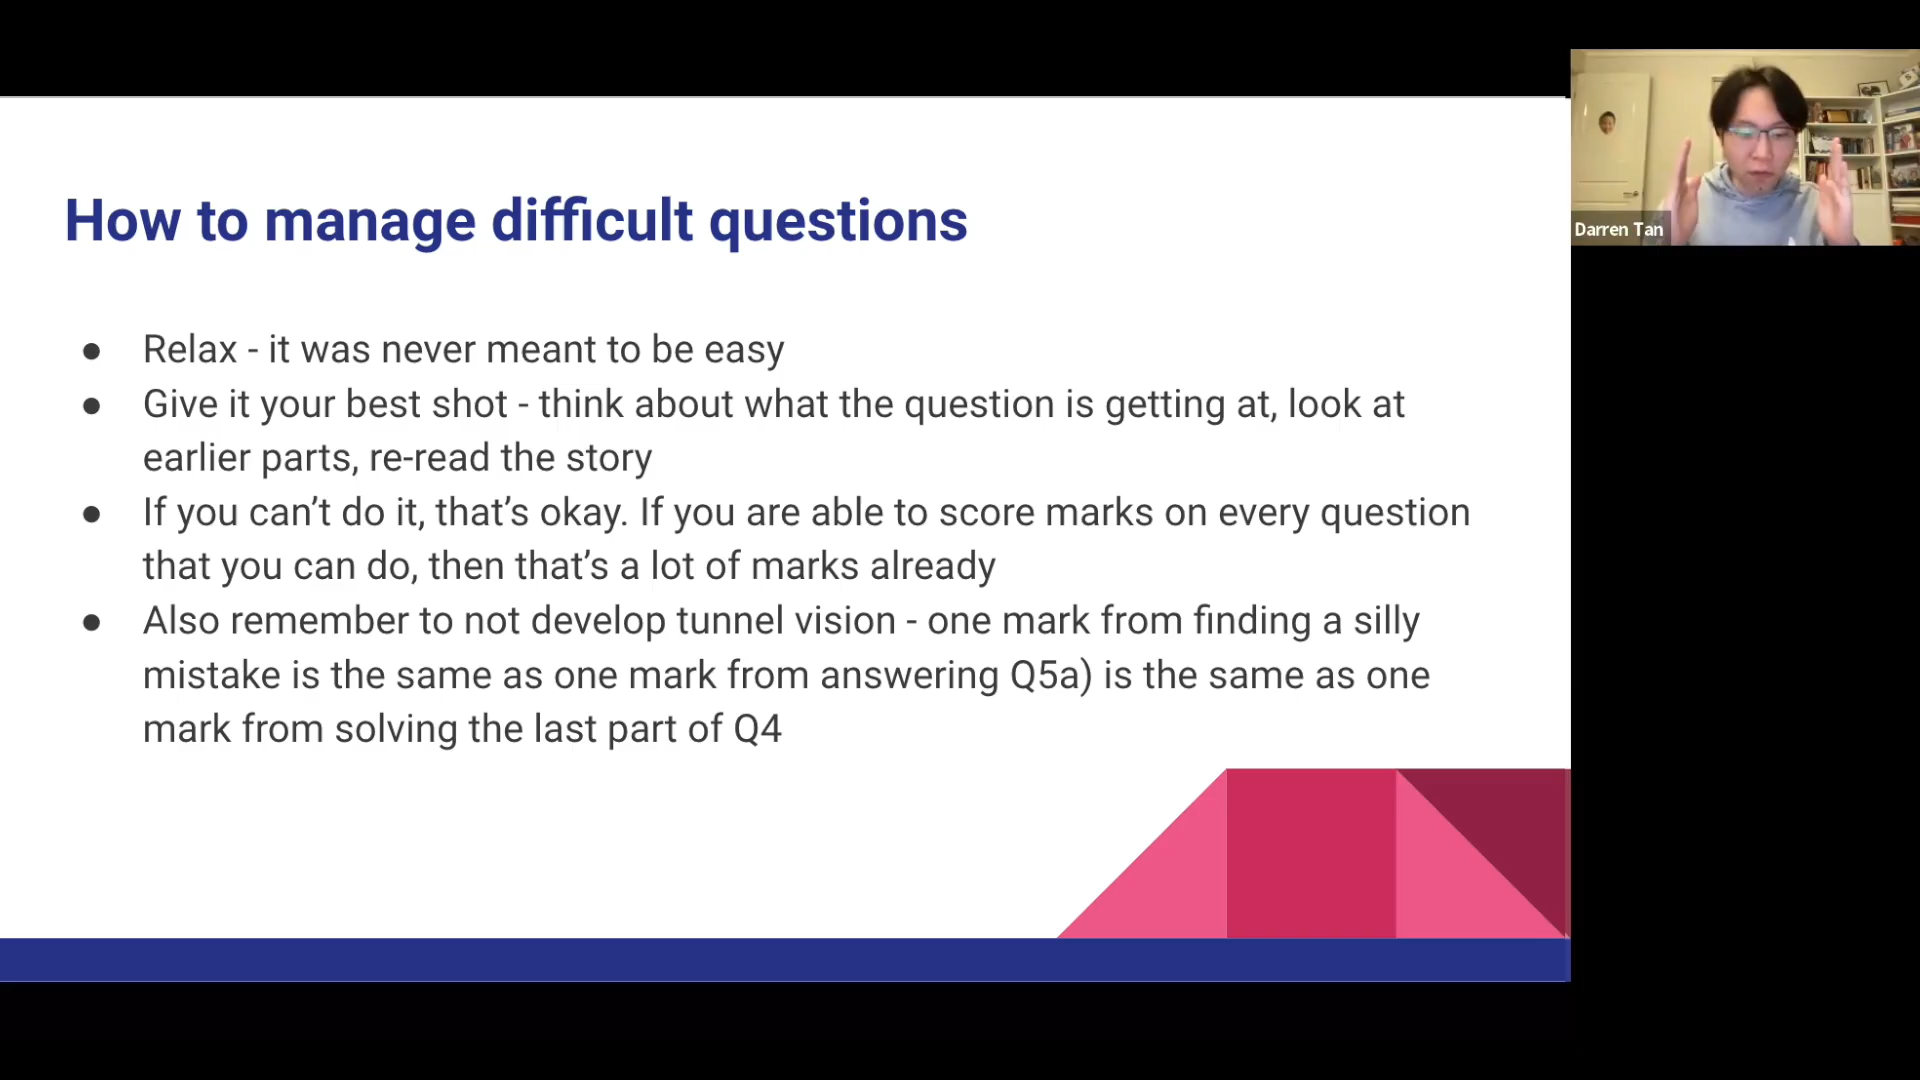 How to manage difficult questions
● Relax - it was never meant to be easy
● Give it your best shot - think about what the question is getting at, look at
earlier parts, re-read the story
● If you can’t do it, that’s okay. If you are able to score marks on every question
that you can do, then that’s a lot of marks already
● Also remember to not develop tunnel vision - one mark from finding a silly
mistake is the same as one mark from answering Q5a) is the same as one
mark from solving the last part of Q4
Darren Tan